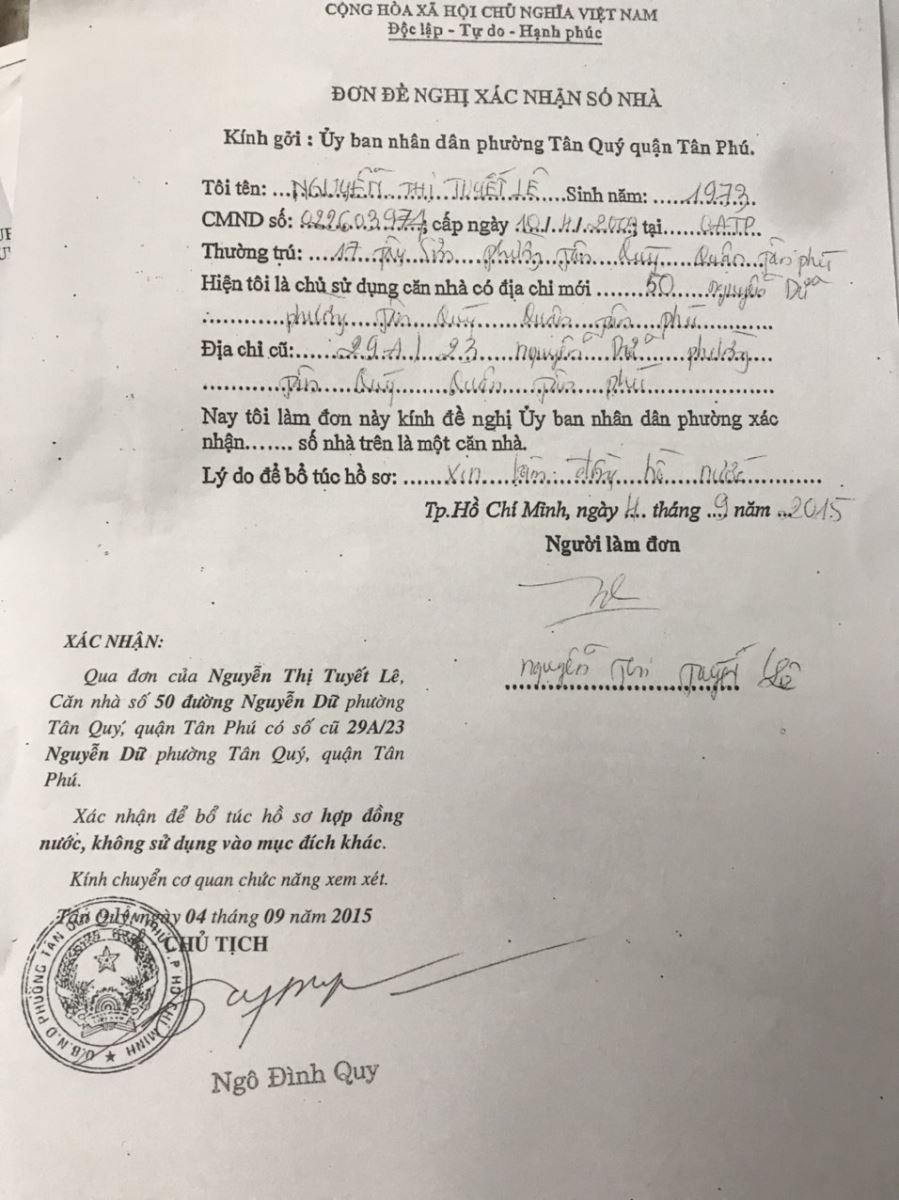 CỘNG HÒA XÃ HỘI CHỦ NGHĨA VIỆT NAM
Độc lập - Tự do - Hạnh phúc
ĐƠN ĐỀ NGHỊ XÁC NHẬN SỐ NHÀ
Kính gởi : Ủy ban nhân dân phường Tân Quý quận Tân Phú.
Tôi tên: ...NGUYỄN THỊ TUYẾT LÊ...Sinh năm: ......1973
CMND số: 022603971; cấp ngày ; tại ...... CATP
Thường trú: ....17 Tây Sơn phường Tân Quý Quận Tân phú
Hiện tôi là chủ sử dụng căn nhà có địa chỉ mới ........50 Nguyễn Dữ
phường Tân Quý Quận Tân phú
Địa chỉ cũ:......29A/23 Nguyễn Dữ phường
Tân Quý Quận Tân phú
Nay tôi làm đơn này kính đề nghị Ủy ban nhân dân phường xác
nhận....... số nhà trên là một căn nhà.
Lý do để bổ túc hồ sơ: ......xin làm đồng hồ nước
Tp.Hồ Chí Minh, ngày 4.. tháng ..9 năm ...2015
Người làm đơn
Nguyễn Thị Tuyết Lê
XÁC NHẬN:
Qua đơn của Nguyễn Thị Tuyết Lê,
Căn nhà số 50 đường Nguyễn Dữ phường
Tân Quý, quận Tân Phú có số cũ 29A/23
Nguyễn Dữ phường Tân Quý, quận Tân
Phú.
Xác nhận để bổ túc hồ sơ hợp đồng
nước, không sử dụng vào mục đích khác.
Kính chuyển cơ quan chức năng xem xét.
Tân Quý, ngày 04 tháng 09 năm 2015
CHỦ TỊCH
U.B.N.D PHƯỜNG TÂN QUÝ T.P HỒ CHÍ MINH
Ngô Đình Quy